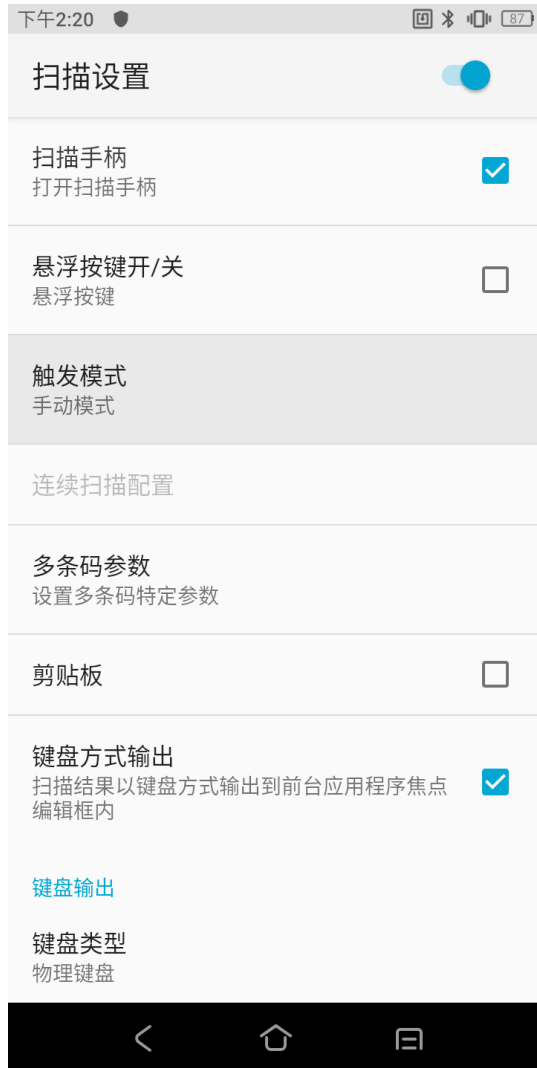 下午2:20
87
扫描设置
扫描手柄
打开扫描手柄
悬浮按键开/关
悬浮按键
触发模式
手动模式
连续扫描配置
多条码参数
设置多条码特定参数
剪贴板
键盘方式输出
扫描结果以键盘方式输出到前台应用程序焦点
编辑框内
键盘输出
键盘类型
物理键盘